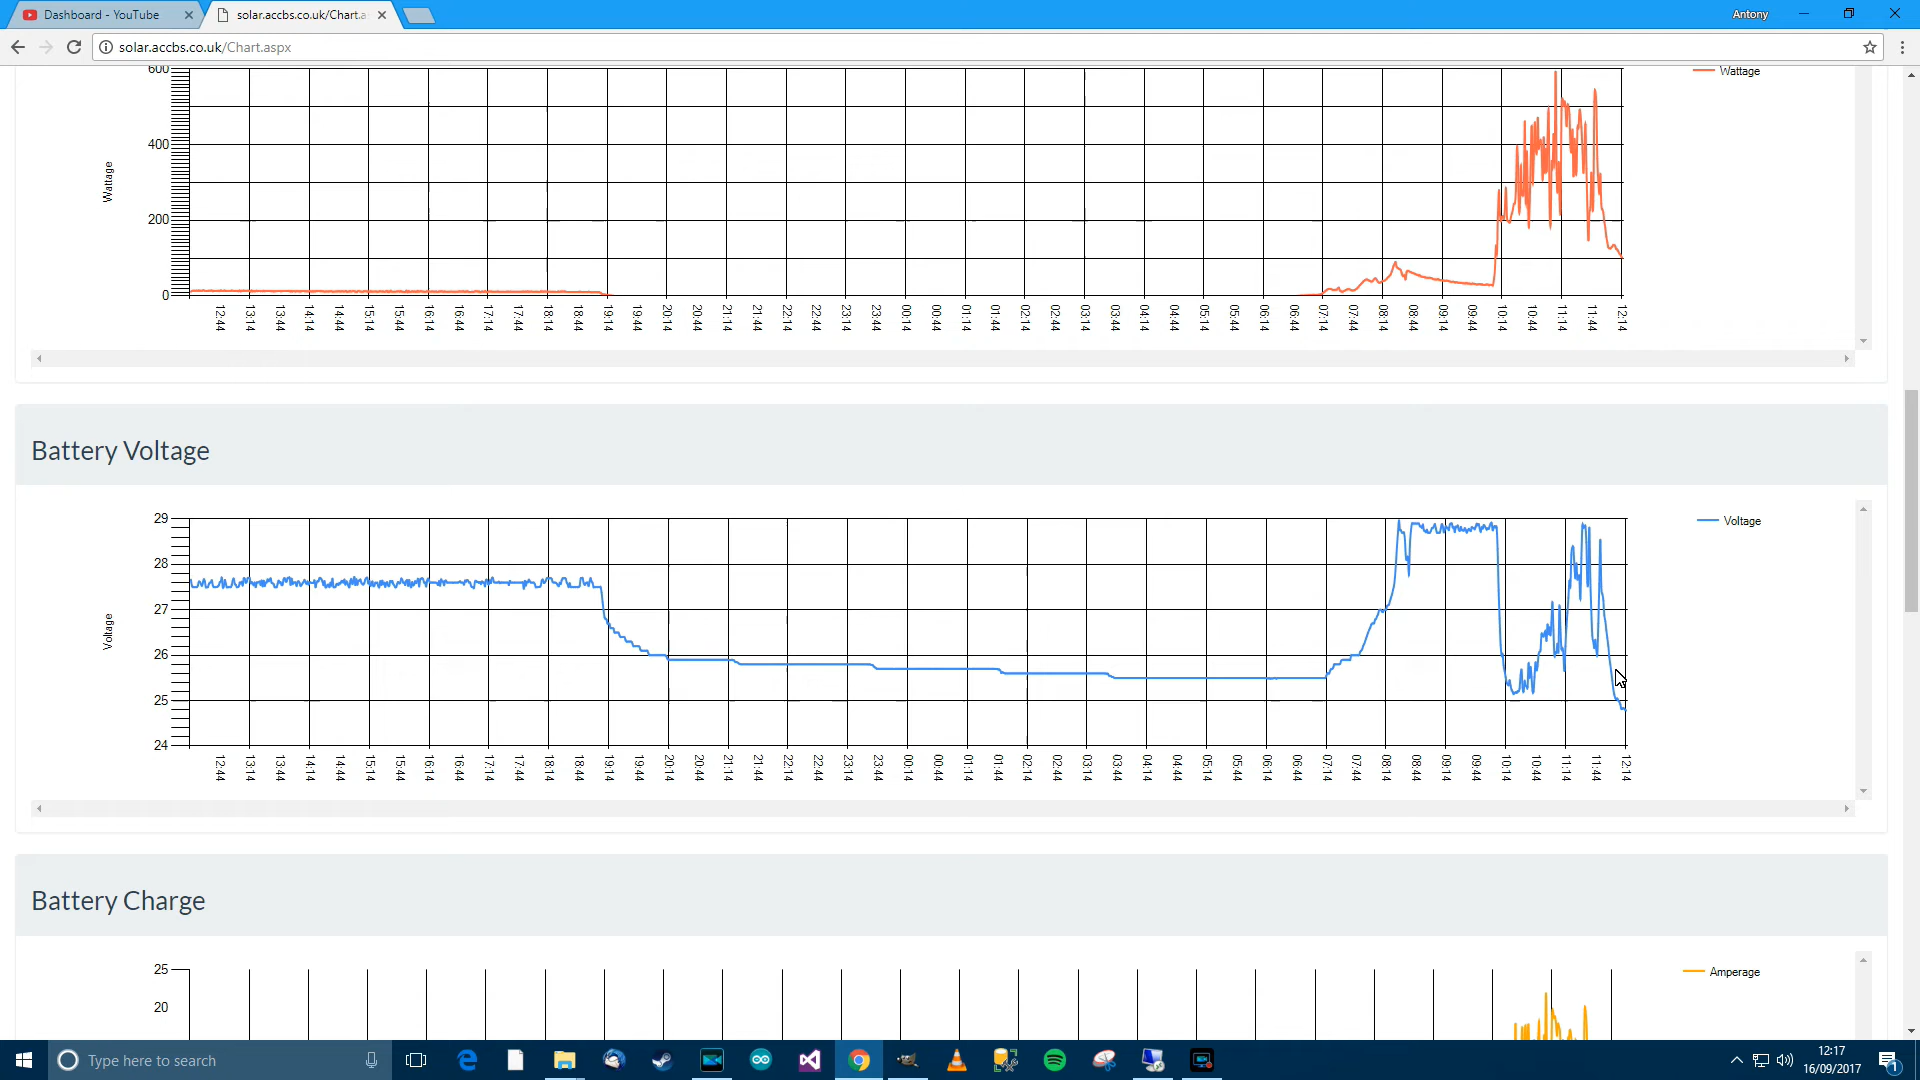 Dashboard - YouTube
solar.accbs.co.uk/Chart.a
Antony
solar.accbs.co.uk/Chart.aspx
600
400
200
0
Wattage
Wattage
12:44 13:14 13:44 14:14 14:44 15:14 15:44 16:14 16:44 17:14 17:44 18:14 18:44 19:14 19:44 20:14 20:44 21:14 21:44 22:14 22:44 23:14 23:44 00:14 00:44 01:14 01:44 02:14 02:44 03:14 03:44 04:14 04:44 05:14 05:44 06:14 06:44 07:14 07:44 08:14 08:44 09:14 09:44 10:14 10:44 11:14 11:44 12:14
Battery Voltage
29
28
27
26
25
24
Voltage
Voltage
12:44 13:14 13:44 14:14 14:44 15:14 15:44 16:14 16:44 17:14 17:44 18:14 18:44 19:14 19:44 20:14 20:44 21:14 21:44 22:14 22:44 23:14 23:44 00:14 00:44 01:14 01:44 02:14 02:44 03:14 03:44 04:14 04:44 05:14 05:44 06:14 06:44 07:14 07:44 08:14 08:44 09:14 09:44 10:14 10:44 11:14 11:44 12:14
Battery Charge
25
20
Amperage
Type here to search
12:17
16/09/2017
1